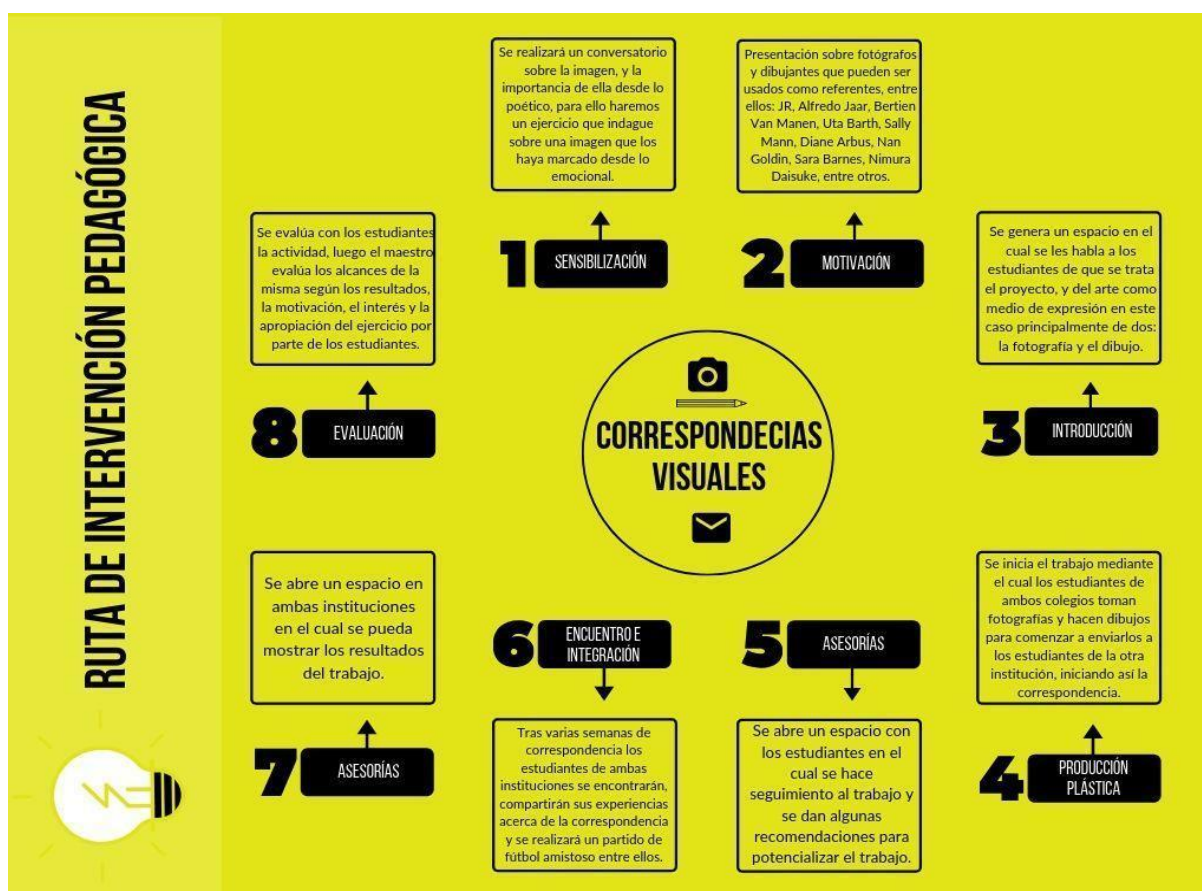 RUTA DE INTERVENCIÓN PEDAGÓGICA
Se realizará un conversatorio
sobre la imagen, y la
importancia de ella desde lo
poético, para ello haremos
un ejercicio que indague
sobre una imagen que los
haya marcado desde lo
emocional.
1 SENSIBILIZACIÓN
Presentación sobre fotógrafos
y dibujantes que pueden ser
usados como referentes, entre
ellos: JR, Alfredo Jaar, Bertien
Van Manen, Uta Barth, Sally
Mann, Diane Arbus, Nan
Goldin, Sara Barnes, Nimura
Daisuke, entre otros.
2 MOTIVACIÓN
Se genera un espacio en el
cual se les habla a los
estudiantes de que se trata
el proyecto, y del arte como
medio de expresión en este
caso principalmente de dos:
la fotografía y el dibujo.
3 INTRODUCCIÓN
CORRESPONDECIAS
VISUALES
Se inicia el trabajo mediante
el cual los estudiantes de
ambos colegios toman
fotografías y hacen dibujos
para comenzar a enviarlos a
los estudiantes de la otra
institución, iniciando así la
correspondencia.
4 PRODUCCIÓN
PLÁSTICA
5 ASESORÍAS
Se abre un espacio con
los estudiantes en el
cual se hace
seguimiento al trabajo y
se dan algunas
recomendaciones para
potencializar el trabajo.
6 ENCUENTRO E
INTEGRACIÓN
Tras varias semanas de
correspondencia los
estudiantes de ambas
instituciones se encontrarán,
compartirán sus experiencias
acerca de la correspondencia
y se realizará un partido de
fútbol amistoso entre ellos.
Se abre un espacio en
ambas instituciones
en el cual se pueda
mostrar los resultados
del trabajo.
7 ASESORÍAS
Se evalúa con los estudiantes
la actividad, luego el maestro
evalúa los alcances de la
misma según los resultados,
la motivación, el interés y la
apropiación del ejercicio por
parte de los estudiantes.
8 EVALUACIÓN